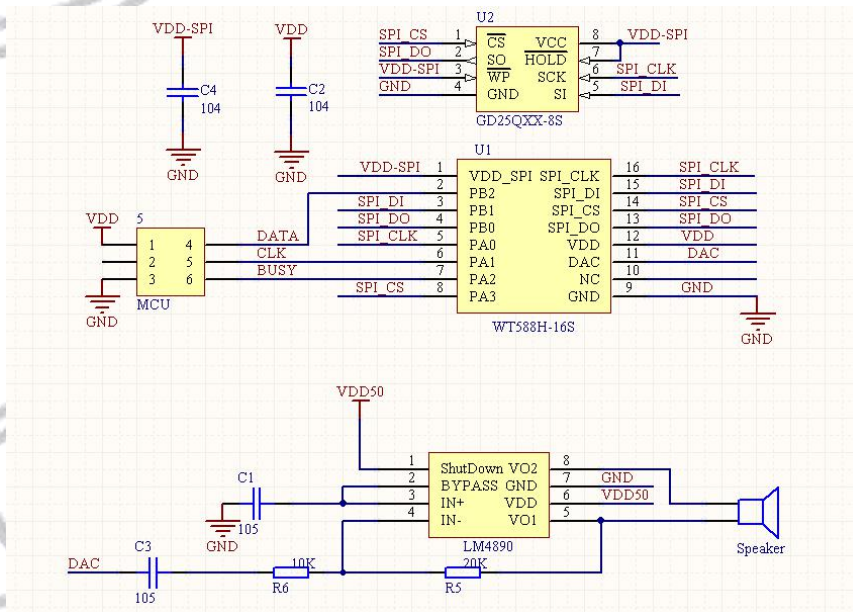 VDD-SPI
C4
104
GND
VDD
C2
104
GND
U2
SPI_CS 1 CS VCC 8 VDD-SPI
SPI_DO 2 SO HOLD 7
VDD-SPI 3 WP SCK 6 SPI_CLK
GND 4 GND SI 5 SPI_DI
GD25QXX-8S
U1
VDD-SPI 1 VDD_SPI SPI_CLK 16 SPI_CLK
2 PB2 SPI_DI 15 SPI_DI
SPI_DI 3 PB1 SPI_CS 14 SPI_CS
SPI_DO 4 PB0 SPI_DO 13 SPI_DO
SPI_CLK 5 PA0 VDD 12 VDD
6 PA1 DAC 11 DAC
7 PA2 NC 10
SPI_CS 8 PA3 GND 9 GND
WT588H-16S
GND
VDD
5
1 4 DATA
2 5 CLK
3 6 BUSY
MCU
GND
VDD50
1 ShutDown VO2 8
2 BYPASS GND 7 GND
3 IN+ VDD 6 VDD50
4 IN- VO1 5
LM4890
C1
105
GND
Speaker
DAC
C3
105
10K
R6
20K
R5